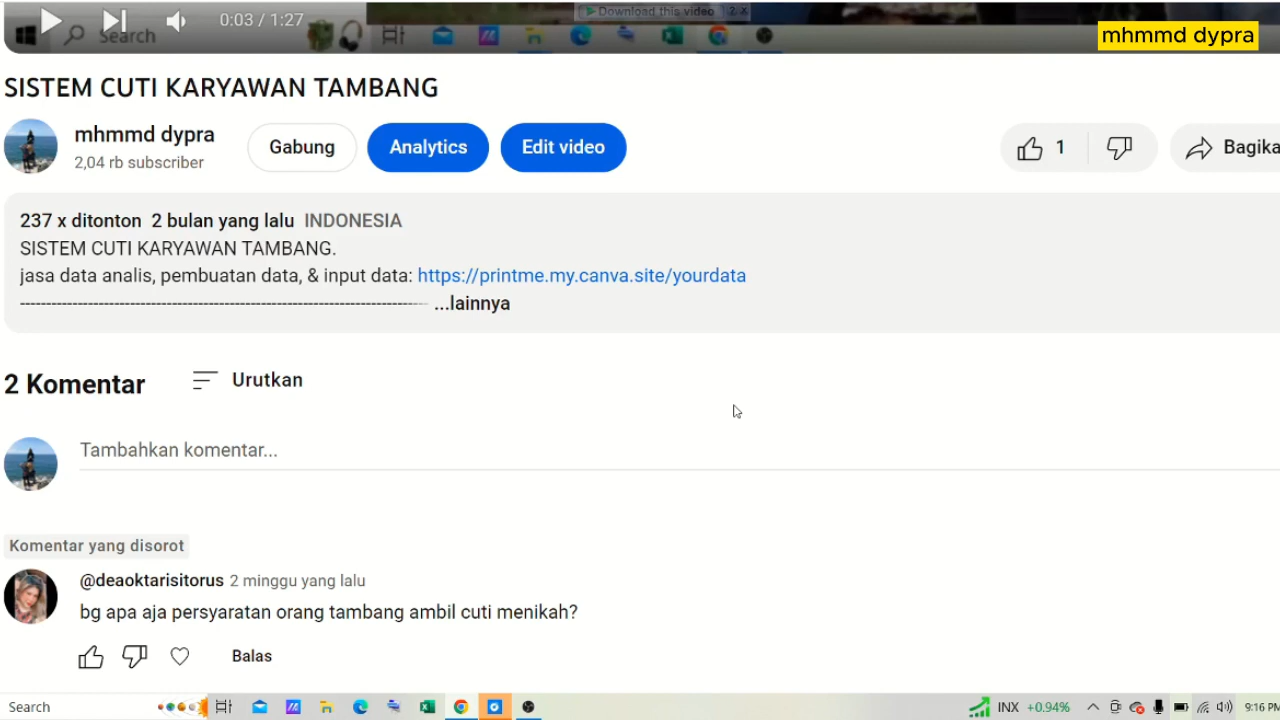 0:03 / 1:27
Download this video
2 x
Search
mhmmd dypra
SISTEM CUTI KARYAWAN TAMBANG
mhmmd dypra
2,04 rb subscriber
Gabung
Analytics
Edit video
1
Bagika
237 x ditonton 2 bulan yang lalu INDONESIA
SISTEM CUTI KARYAWAN TAMBANG.
jasa data analis, pembuatan data, & input data: https://printme.my.canva.site/yourdata
------------------------------------------------------------------------------ ...lainnya
2 Komentar
Urutkan
Tambahkan komentar...
Komentar yang disorot
@deaoktarisitorus 2 minggu yang lalu
bg apa aja persyaratan orang tambang ambil cuti menikah?
Balas
Search
INX +0.94%
9:16 PM